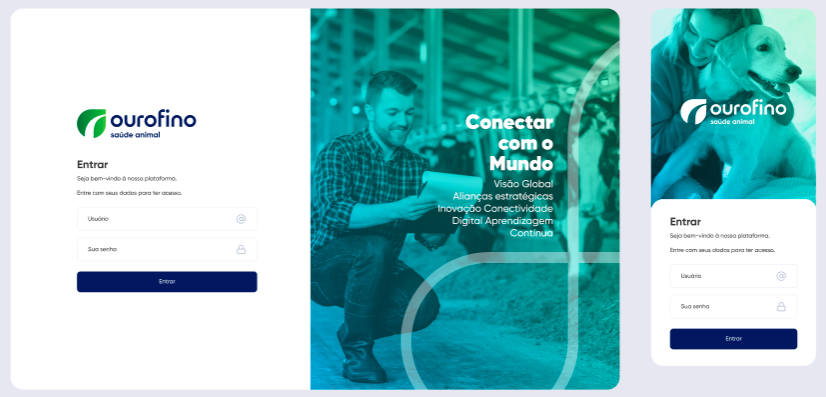 ourofino
saúde animal
Entrar
Seja bem-vindo à nossa plataforma.
Entre com seus dados para ter acesso.
Usuário
Sua senha
Entrar
Conectar
com o
Mundo
Visão Global
Alianças estratégicas
Inovação Conectividade
Digital Aprendizagem
Contínua
ourofino
saúde animal
Entrar
Seja bem-vindo à nossa plataforma.
Entre com seus dados para ter acesso.
Usuário
Sua senha
Entrar